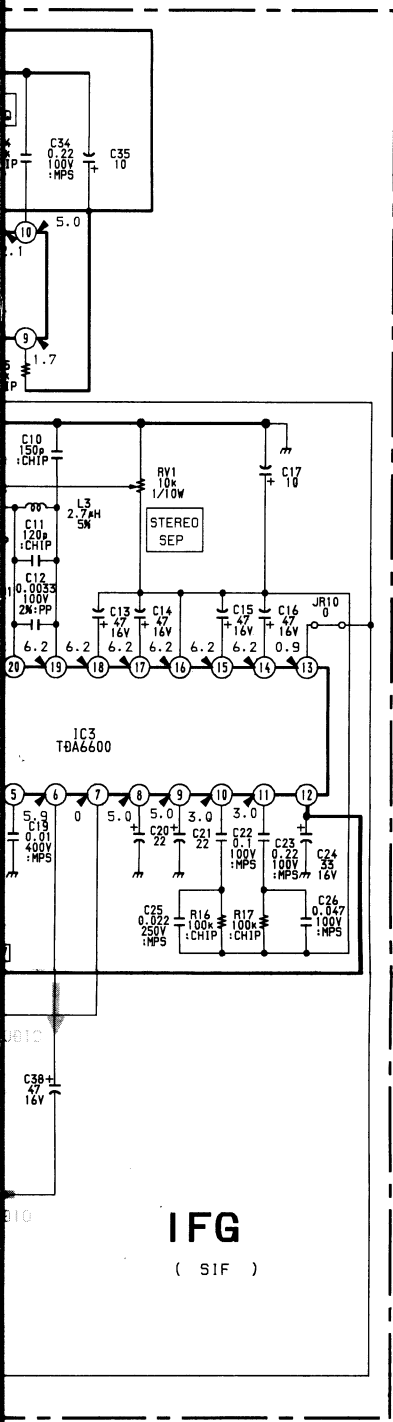 C34
0.22
100V
:MPS
C35
10
+
10
5.0
9
1.7
C10
150p
:CHIP
RV1
10k
1/10W
C17
10
+
L3
2.7µH
5%
STEREO
SEP
C11
120p
:CHIP
C12
0.0033
100V
2%:PP
C13
47
16V
C14
47
16V
C15
47
16V
C16
47
16V
JR10
0
6.2
6.2
6.2
6.2
6.2
6.2
0.9
20
19
18
17
16
15
14
13
IC3
TDA6600
5
6
7
8
9
10
11
12
5.9
0
5.0
5.0
3.0
3.0
C19
0.01
400V
:MPS
C20
22
C21
22
C22
0.1
100V
:MPS
C23
0.22
100V
:MPS
C24
33
16V
C25
0.022
250V
:MPS
R16
100k
:CHIP
R17
100k
:CHIP
C26
0.047
100V
:MPS
C38
47
16V
IFG
( SIF )